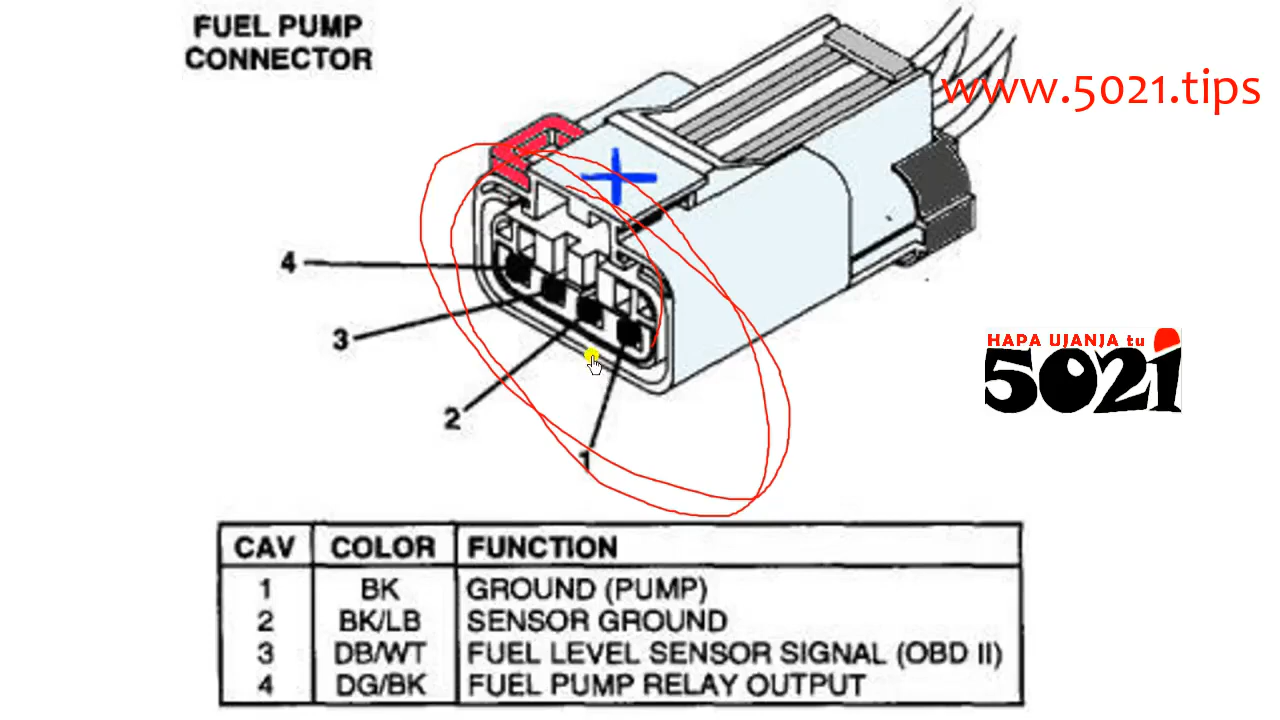 FUEL PUMP
CONNECTOR
www.5021.tips
4
3
HAPA UJANJA tu
5021
2
1
CAV COLOR FUNCTION
1 BK GROUND (PUMP)
2 BK/LB SENSOR GROUND
3 DB/WT FUEL LEVEL SENSOR SIGNAL (OBD II)
4 DG/BK FUEL PUMP RELAY OUTPUT